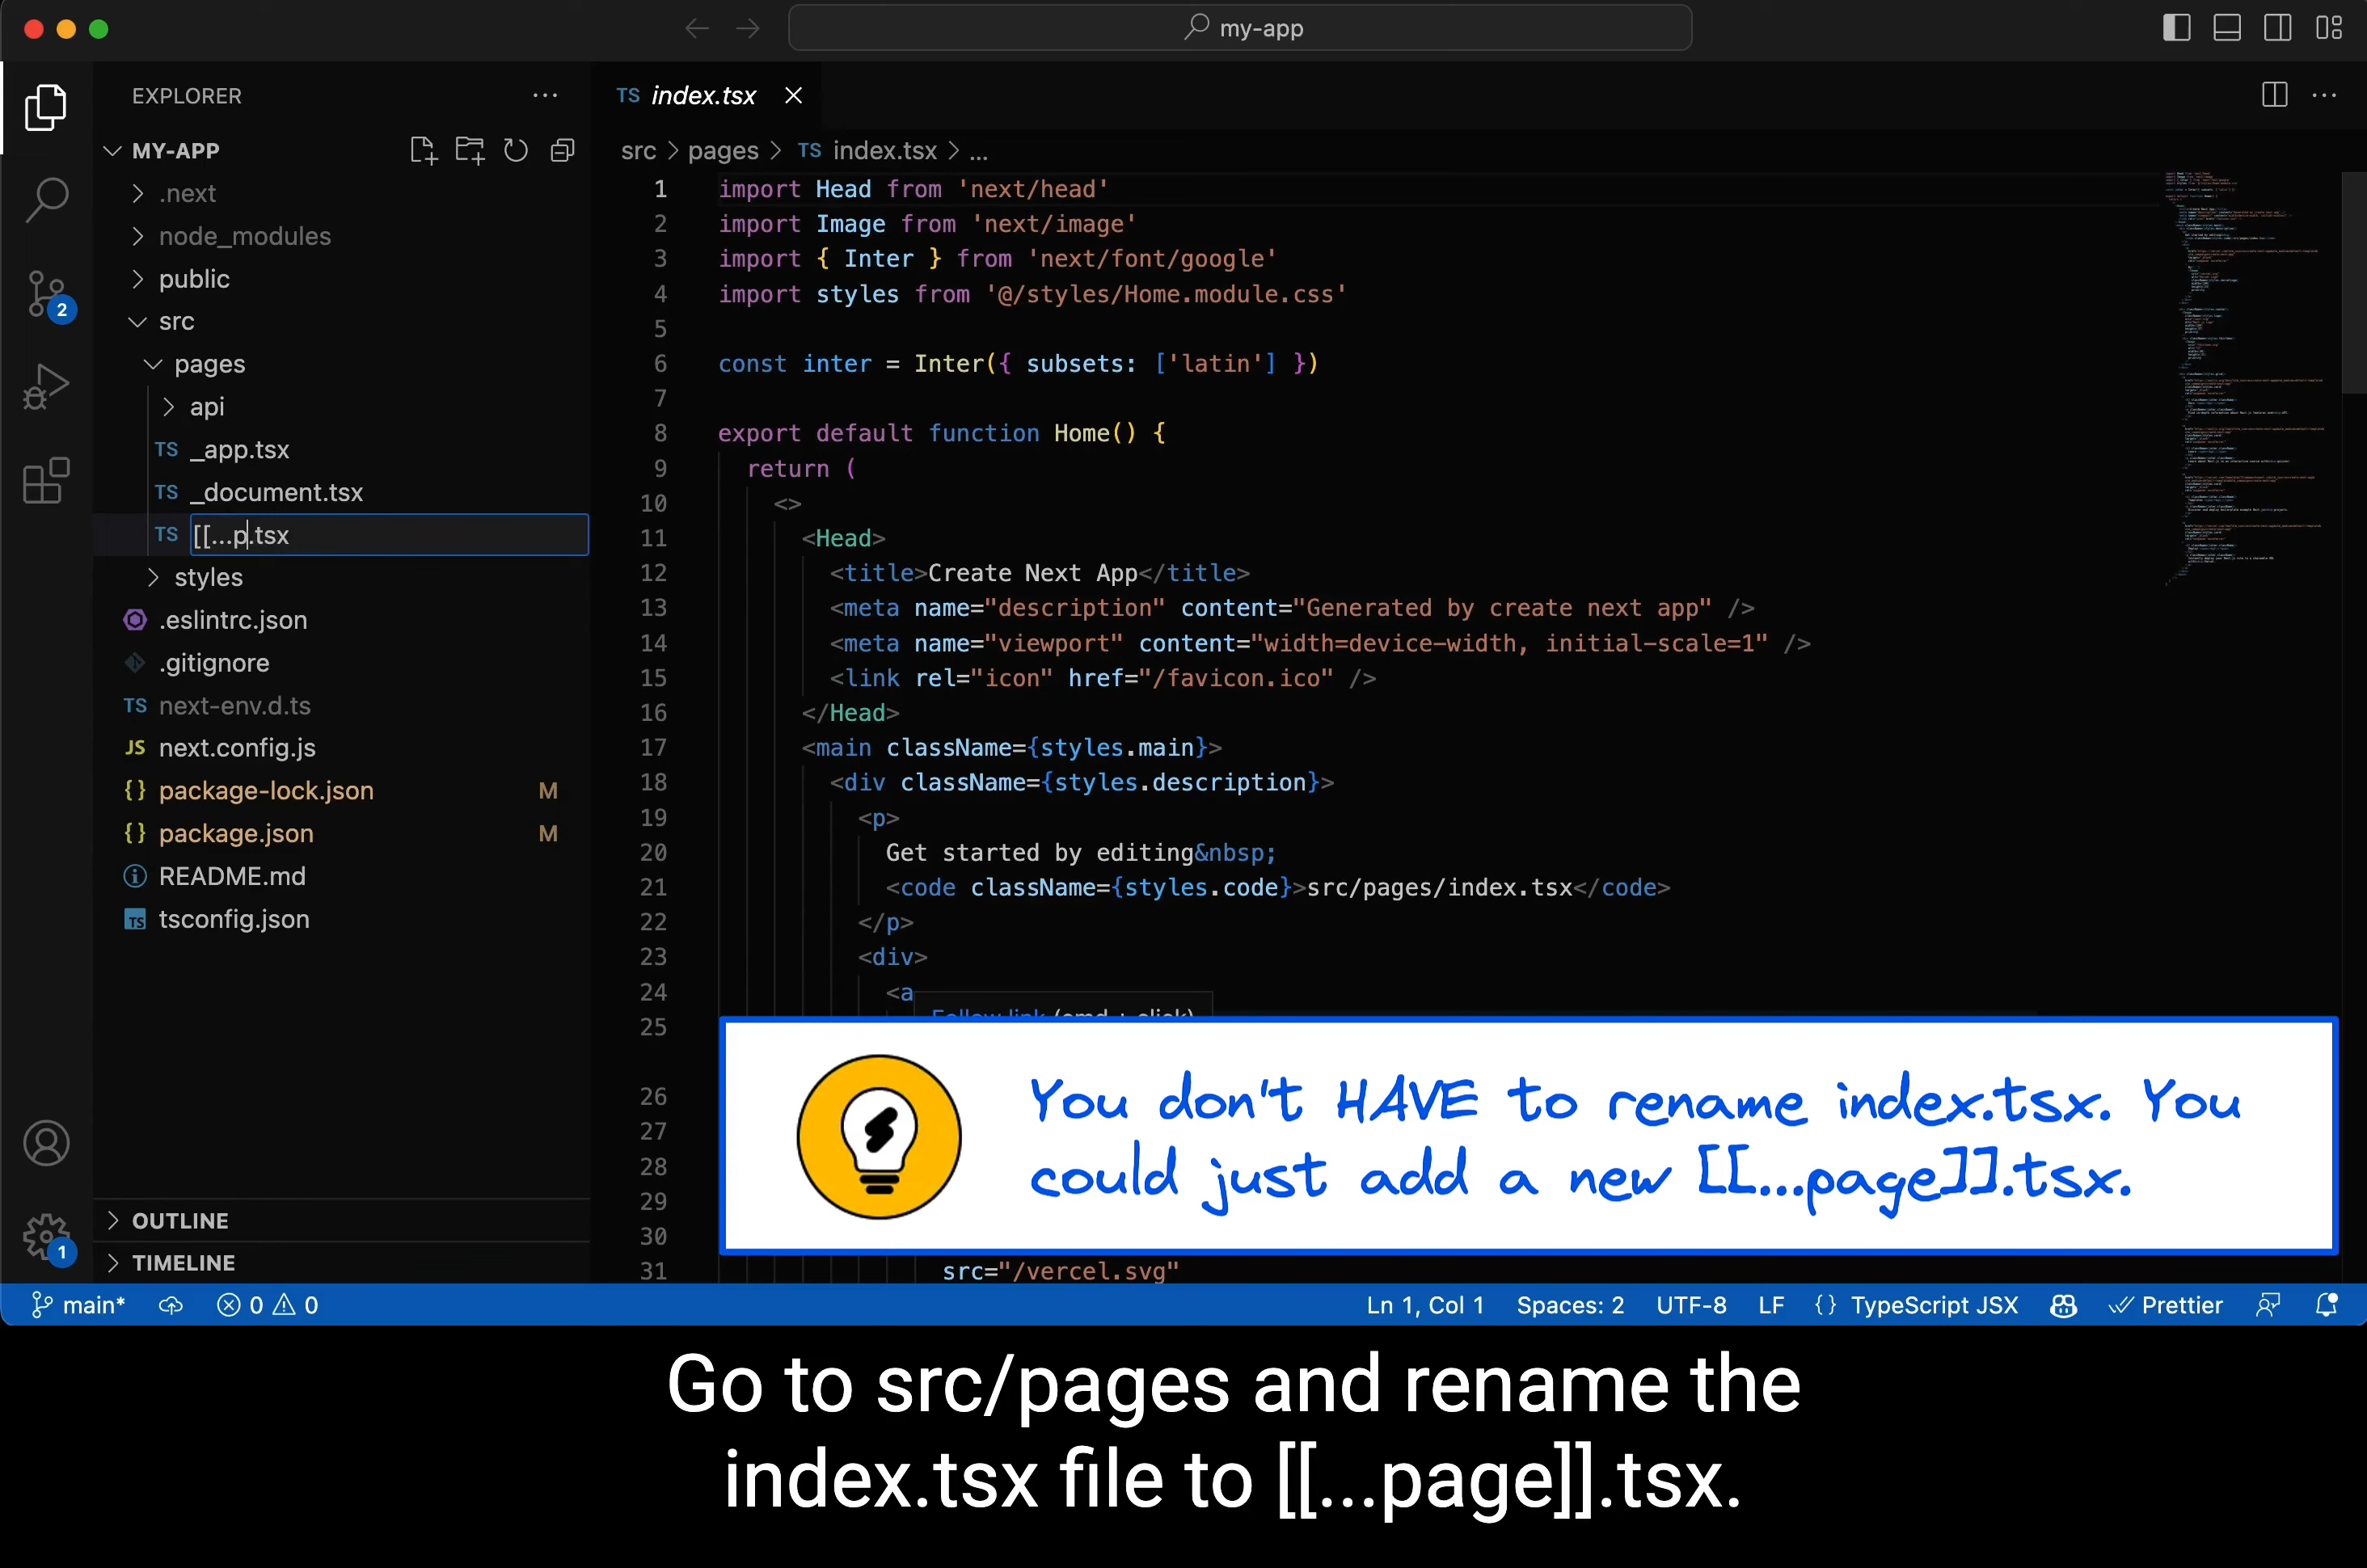 my-app
EXPLORER
TS index.tsx
MY-APP
src > pages > TS index.tsx > ...
.next
node_modules
public
src
pages
api
TS _app.tsx
TS _document.tsx
TS [[...p.tsx
styles
.eslintrc.json
.gitignore
TS next-env.d.ts
JS next.config.js
{} package-lock.json M
{} package.json M
README.md
TS tsconfig.json
OUTLINE
TIMELINE
2
1
1 import Head from 'next/head'
2 import Image from 'next/image'
3 import { Inter } from 'next/font/google'
4 import styles from '@/styles/Home.module.css'
5
6 const inter = Inter({ subsets: ['latin'] })
7
8 export default function Home() {
9 return (
10 <>
11 <Head>
12 <title>Create Next App</title>
13 <meta name="description" content="Generated by create next app" />
14 <meta name="viewport" content="width=device-width, initial-scale=1" />
15 <link rel="icon" href="/favicon.ico" />
16 </Head>
17 <main className={styles.main}>
18 <div className={styles.description}>
19 <p>
20 Get started by editing&nbsp;
21 <code className={styles.code}>src/pages/index.tsx</code>
22 </p>
23 <div>
24 <a
Follow link (cmd + click)
25
26
27
28
29
30
31 src="/vercel.svg"
You don't HAVE to rename index.tsx. You
could just add a new [[...page]].tsx.
main* 0 0 Ln 1, Col 1 Spaces: 2 UTF-8 LF {} TypeScript JSX Prettier
Go to src/pages and rename the
index.tsx file to [[...page]].tsx.